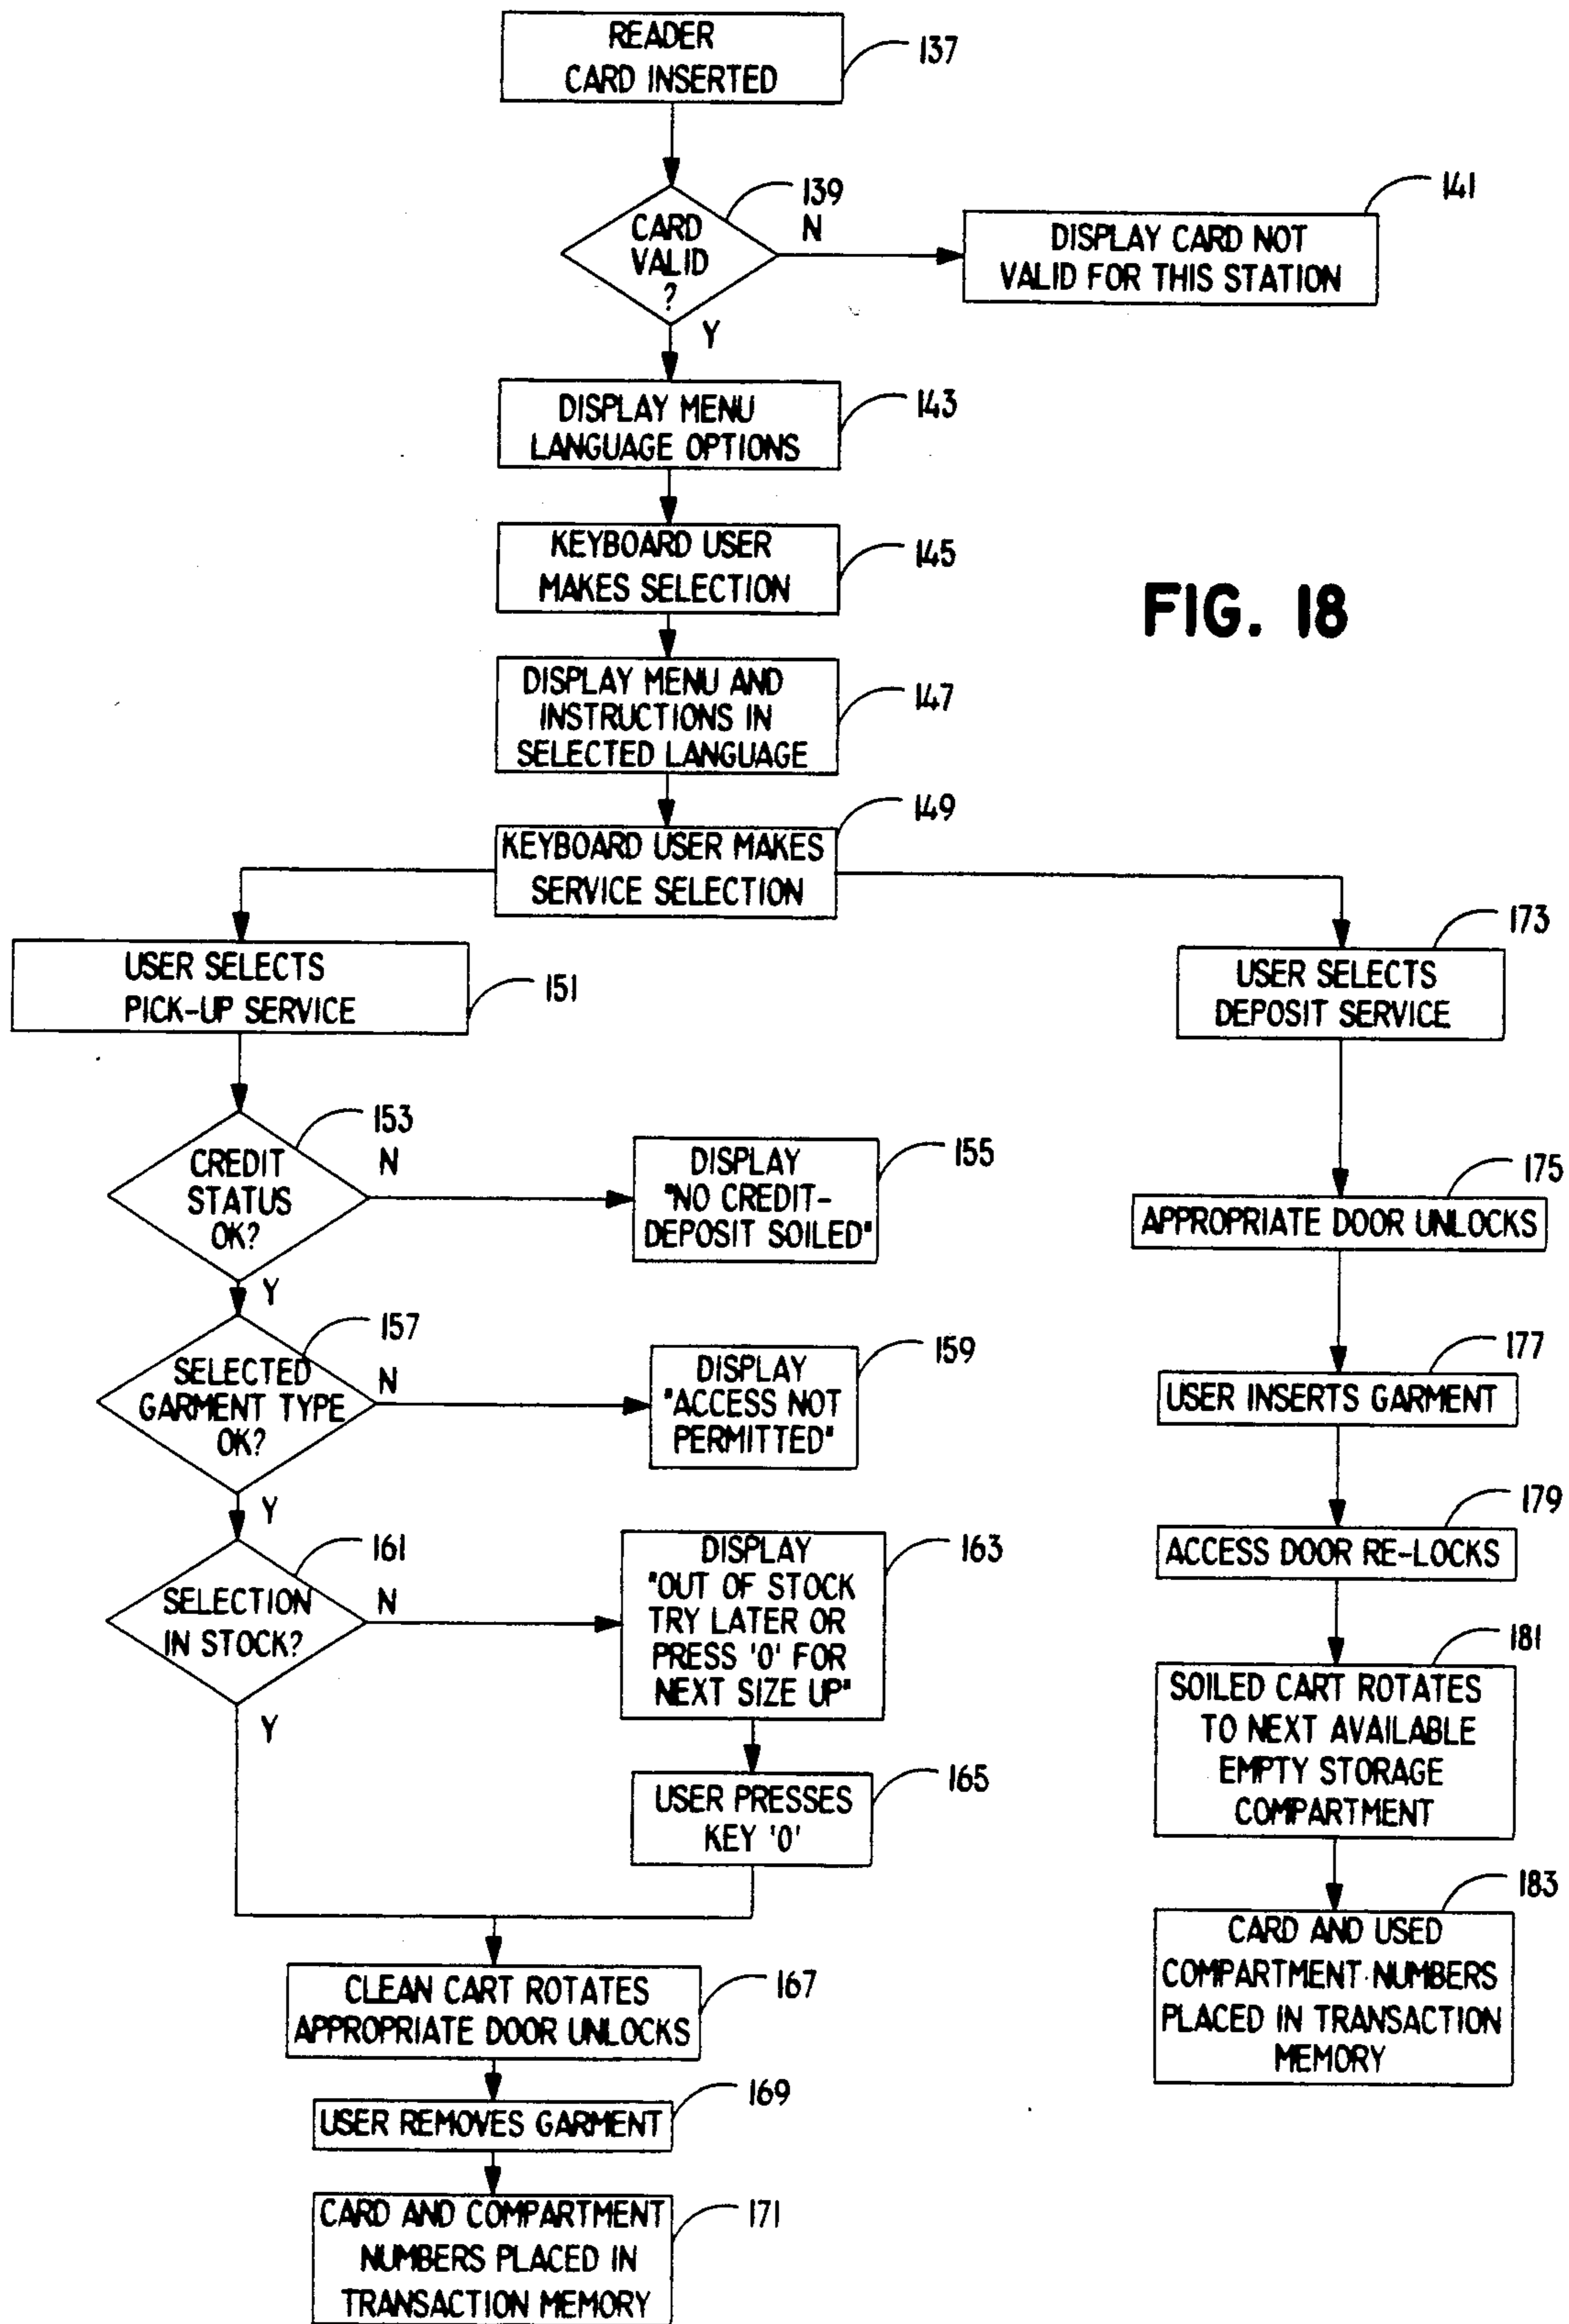 READER
CARD INSERTED
137
139
CARD
VALID
?
N
Y
141
DISPLAY CARD NOT
VALID FOR THIS STATION
DISPLAY MENU
LANGUAGE OPTIONS
143
KEYBOARD USER
MAKES SELECTION
145
FIG. 18
DISPLAY MENU AND
INSTRUCTIONS IN
SELECTED LANGUAGE
147
149
KEYBOARD USER MAKES
SERVICE SELECTION
USER SELECTS
PICK-UP SERVICE
151
153
CREDIT
STATUS
OK?
N
Y
DISPLAY
"NO CREDIT-
DEPOSIT SOILED"
155
157
SELECTED
GARMENT TYPE
OK?
N
Y
DISPLAY
"ACCESS NOT
PERMITTED"
159
161
SELECTION
IN STOCK?
N
Y
DISPLAY
"OUT OF STOCK
TRY LATER OR
PRESS '0' FOR
NEXT SIZE UP"
163
USER PRESSES
KEY '0'
165
CLEAN CART ROTATES
APPROPRIATE DOOR UNLOCKS
167
USER REMOVES GARMENT
169
CARD AND COMPARTMENT
NUMBERS PLACED IN
TRANSACTION MEMORY
171
173
USER SELECTS
DEPOSIT SERVICE
175
APPROPRIATE DOOR UNLOCKS
177
USER INSERTS GARMENT
179
ACCESS DOOR RE-LOCKS
181
SOILED CART ROTATES
TO NEXT AVAILABLE
EMPTY STORAGE
COMPARTMENT
183
CARD AND USED
COMPARTMENT NUMBERS
PLACED IN TRANSACTION
MEMORY